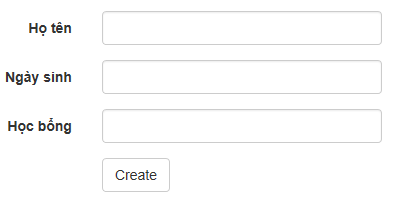 Họ tên
Ngày sinh
Học bổng
Create